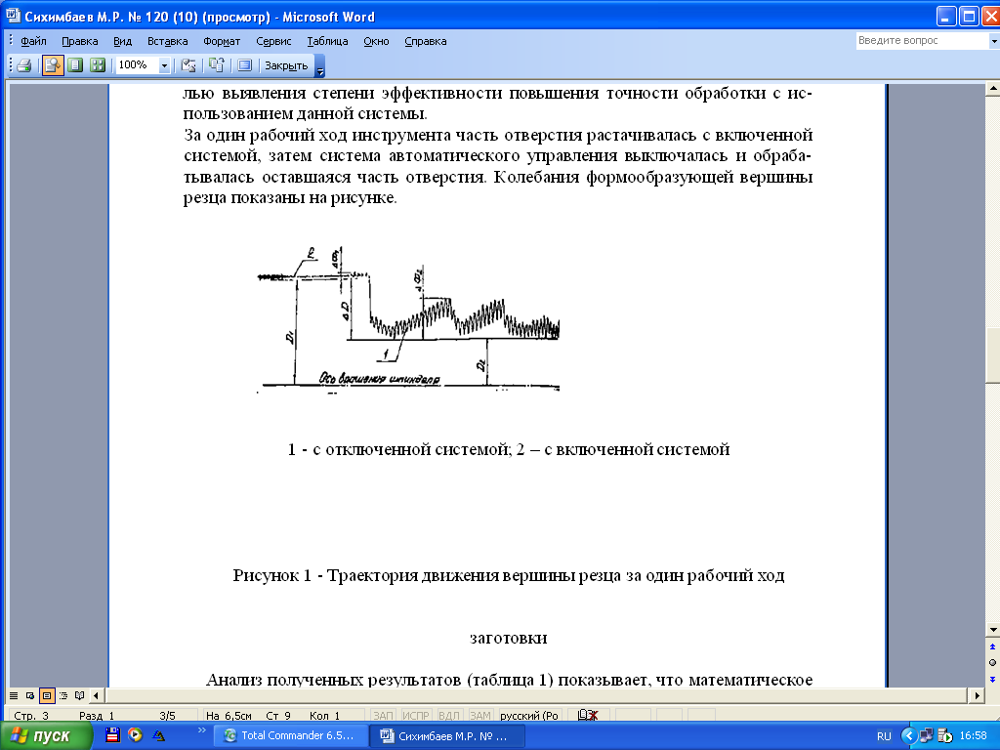 Сихимбаев М.Р. № 120 (10) (просмотр) - Microsoft Word
Файл Правка Вид Вставка Формат Сервис Таблица Окно Справка
Введите вопрос
100% Закрыть
лью выявления степени эффективности повышения точности обработки с ис-
пользованием данной системы.
За один рабочий ход инструмента часть отверстия растачивалась с включенной
системой, затем система автоматического управления выключалась и обраба-
тывалась оставшаяся часть отверстия. Колебания формообразующей вершины
резца показаны на рисунке.
2
ΔD
D₁
1
D₂
Ось вращения шпинделя
1 - с отключенной системой; 2 – с включенной системой
Рисунок 1 - Траектория движения вершины резца за один рабочий ход
заготовки
Анализ полученных результатов (таблица 1) показывает, что математическое
Стр. 3 Разд 1 3/5 На 6,5см Ст 9 Кол 1 ЗАП ИСПР ВДЛ ЗАМ русский (Ро
пуск Total Commander 6.5... Сихимбаев М.Р. № ... RU 16:58